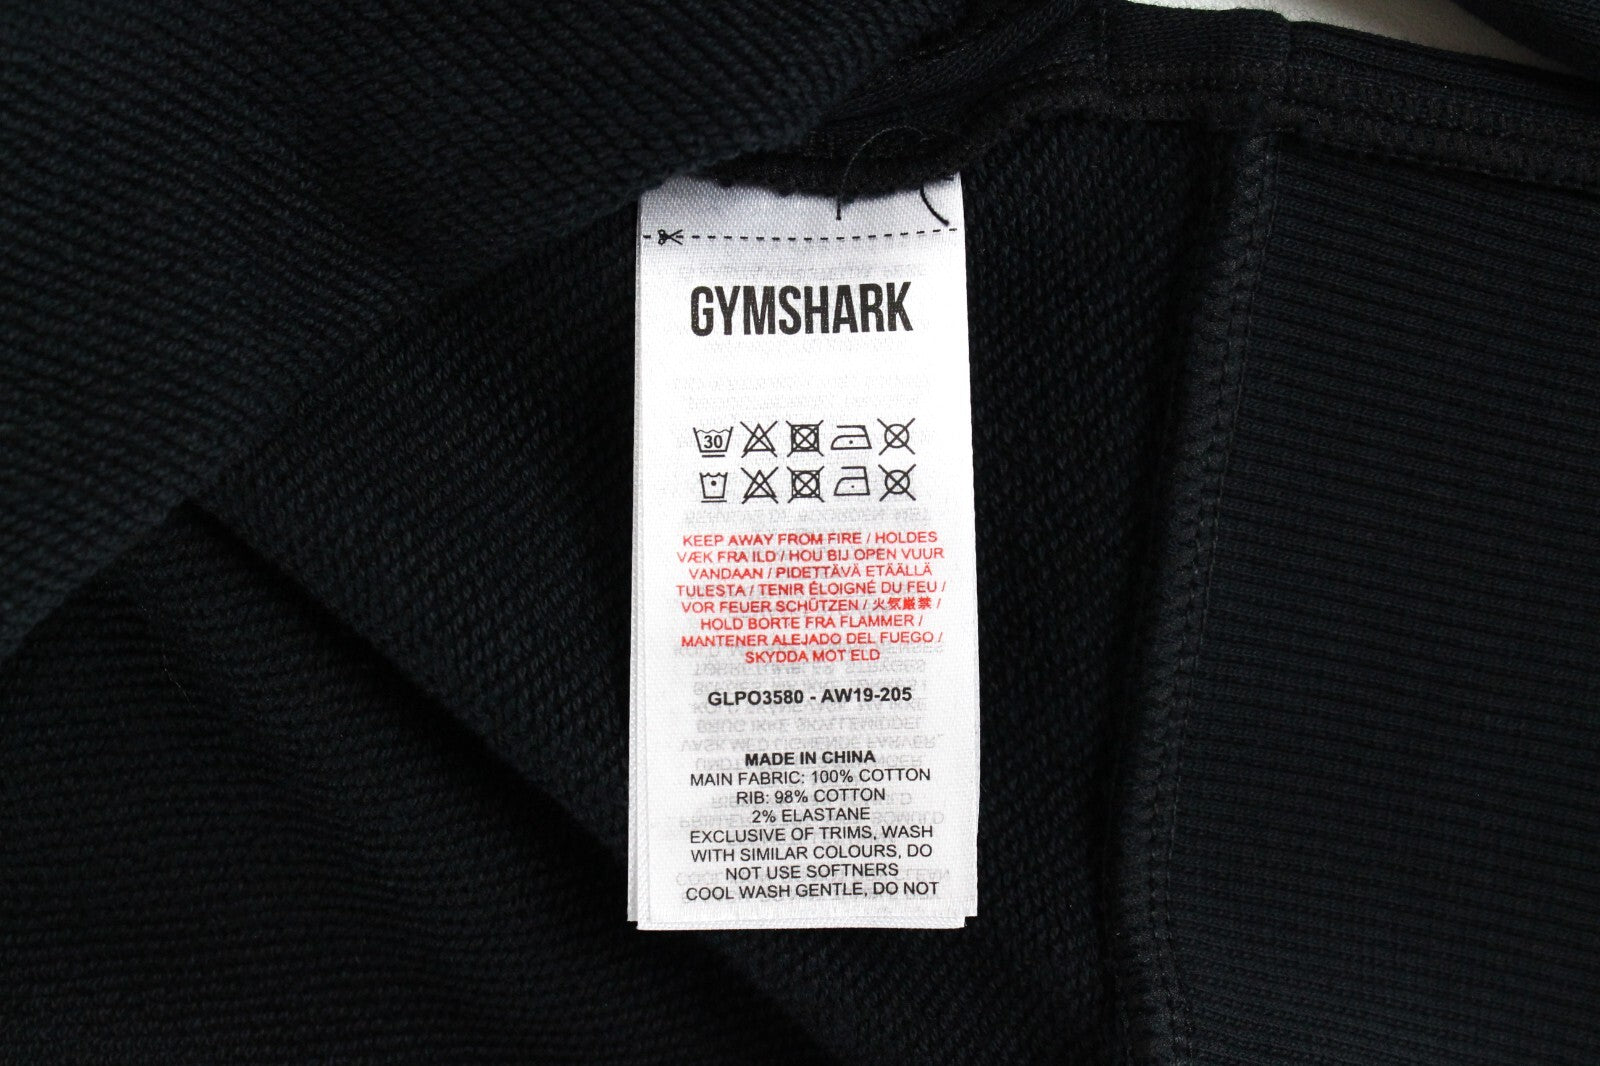 GYMSHARK
30
KEEP AWAY FROM FIRE / HOLDES
VÆK FRA ILD / HOU BIJ OPEN VUUR
VANDAAN / PIDETTÄVÄ ETÄÄLLÄ
TULESTA / TENIR ÉLOIGNÉ DU FEU /
VOR FEUER SCHÜTZEN / 火気厳禁 /
HOLD BORTE FRA FLAMMER /
MANTENER ALEJADO DEL FUEGO /
SKYDDA MOT ELD
GLPO3580 - AW19-205
MADE IN CHINA
MAIN FABRIC: 100% COTTON
RIB: 98% COTTON
2% ELASTANE
EXCLUSIVE OF TRIMS, WASH
WITH SIMILAR COLOURS, DO
NOT USE SOFTNERS
COOL WASH GENTLE, DO NOT